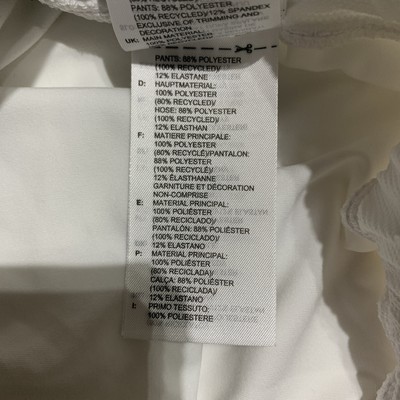 PANTS: 88% POLYESTER
(100% RECYCLED)/12% SPANDEX
EXCLUSIVE OF TRIMMING AND
DECORATION
UK: MAIN MATERIAL:
100% POLYESTER
PANTS: 88% POLYESTER
(100% RECYCLED)/
12% ELASTANE
D: HAUPTMATERIAL:
100% POLYESTER
(80% RECYCLED)
HOSE: 88% POLYESTER
(100% RECYCLED)/
12% ELASTHAN
F: MATIERE PRINCIPALE:
100% POLYESTER
(80% RECYCLÉ)/PANTALON:
88% POLYESTER
(100% RECYCLÉ)/
12% ÉLASTHANNE
GARNITURE ET DÉCORATION
NON-COMPRISE
E: MATERIAL PRINCIPAL:
100% POLIÉSTER
(80% RECICLADO)/
PANTALÓN: 88% POLIÉSTER
(100% RECICLADO)/
12% ELASTANO
P: MATERIAL PRINCIPAL:
100% POLIÉSTER
(80% RECICLADA)/
CALÇA: 88% POLIÉSTER
(100% RECICLADA)/
12% ELASTANO
I: PRIMO TESSUTO:
100% POLIESTERE